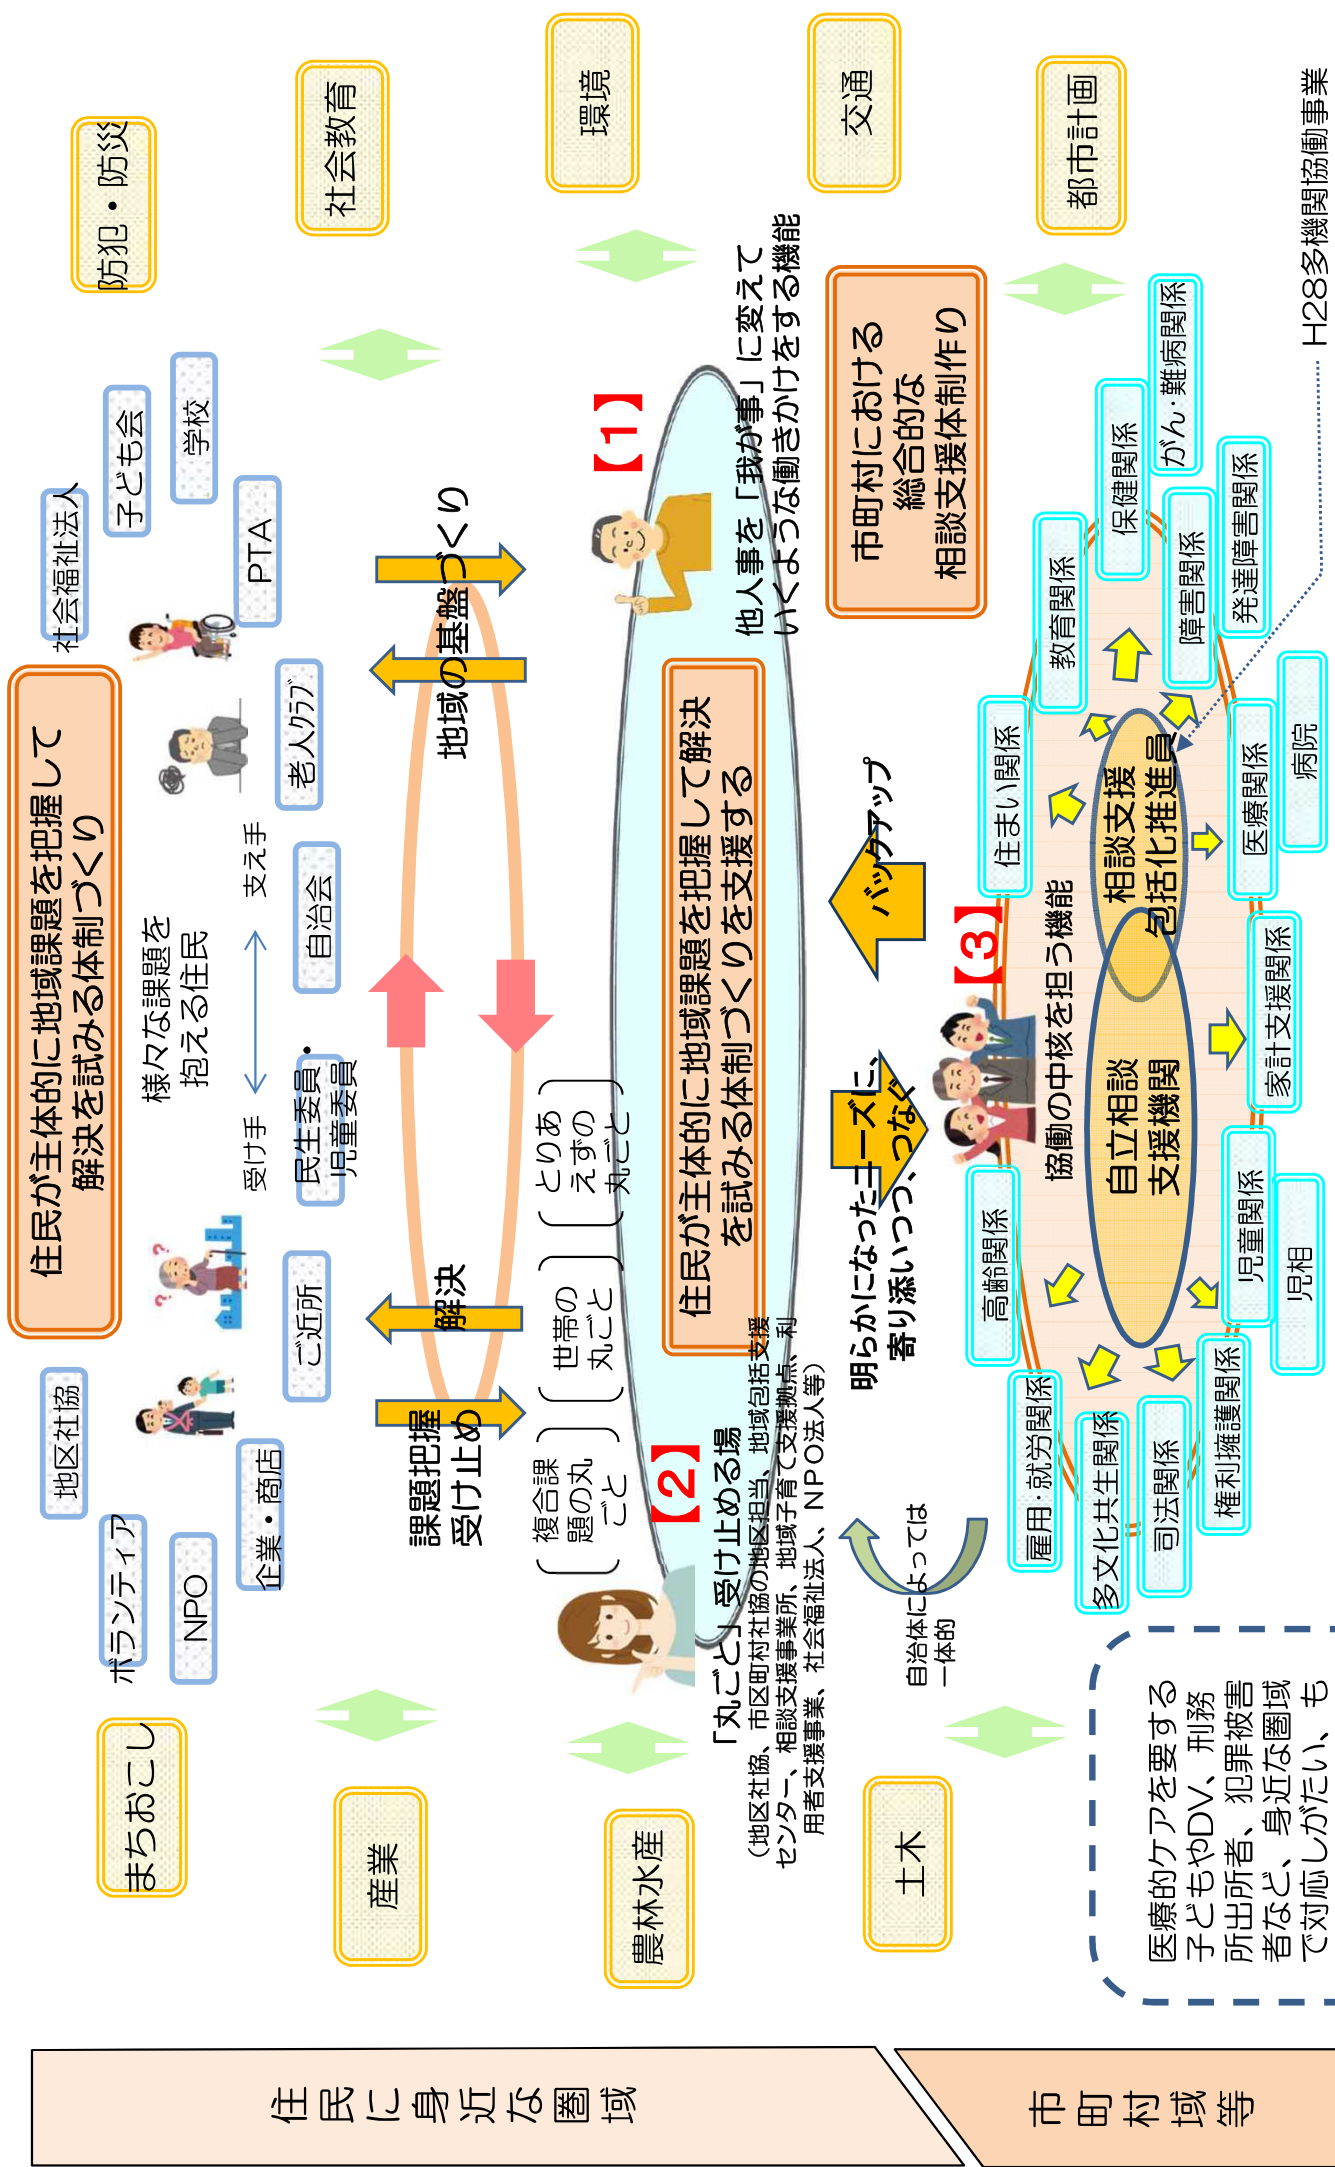 住民に身近な圏域
市町村域等
住民が主体的に地域課題を把握して
解決を試みる体制づくり
まちおこし
産業
農林水産
土木
防犯・防災
社会教育
環境
交通
都市計画
地区社協
ボランティア
NPO
企業・商店
ご近所
民生委員・
児童委員
自治会
老人クラブ
PTA
学校
子ども会
社会福祉法人
様々な課題を
抱える住民
受け手
支え手
課題把握
受け止め
解決
地域の基盤づくり
複合課
題の丸
ごと
世帯の
丸ごと
とりあ
えずの
丸ごと
【1】
他人事を「我が事」に変えて
いくような働きかけをする機能
【2】
「丸ごと」受け止める場
(地区社協、市区町村社協の地区担当、地域包括支援
センター、相談支援事業所、地域子育て支援拠点、利
用者支援事業、社会福祉法人、NPO法人等)
住民が主体的に地域課題を把握して解決
を試みる体制づくりを支援する
明らかになったニーズに、
寄り添いつつ、つなぐ
バックアップ
自治体によっては
一体的
市町村における
総合的な
相談支援体制作り
【3】
協働の中核を担う機能
自立相談
支援機関
相談支援
包括化推進員
高齢関係
住まい関係
教育関係
保健関係
がん・難病関係
障害関係
発達障害関係
医療関係
病院
家計支援関係
児童関係
児相
権利擁護関係
司法関係
多文化共生関係
雇用・就労関係
H28多機関協働事業
医療的ケアを要する
子どもやDV、刑務
所出所者、犯罪被害
者など、身近な圏域
で対応しがたい、も